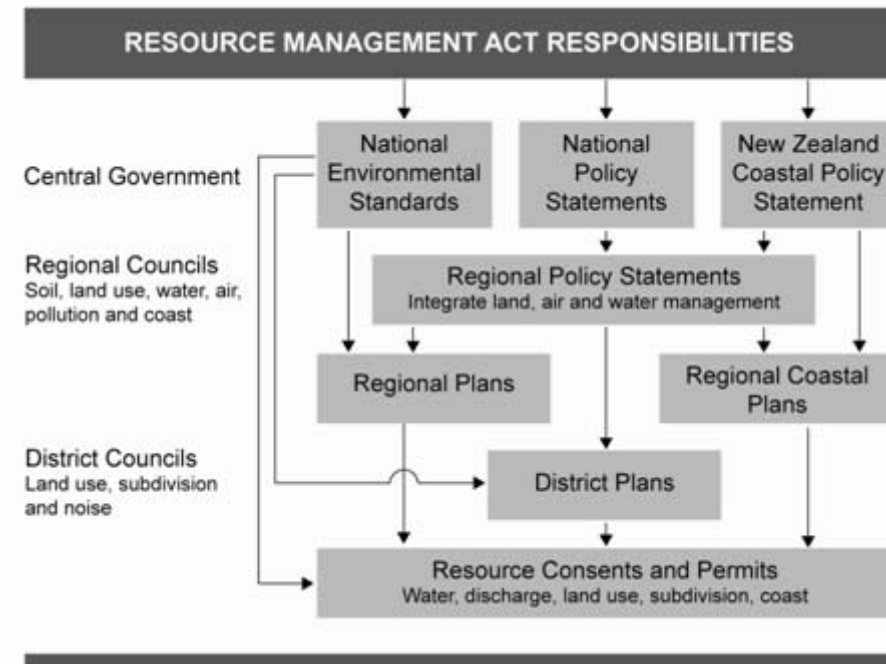 RESOURCE MANAGEMENT ACT RESPONSIBILITIES
Central Government
National
Environmental
Standards
National
Policy
Statements
New Zealand
Coastal Policy
Statement
Regional Councils
Soil, land use, water, air,
pollution and coast
Regional Policy Statements
Integrate land, air and water management
Regional Plans
Regional Coastal
Plans
District Councils
Land use, subdivision
and noise
District Plans
Resource Consents and Permits
Water, discharge, land use, subdivision, coast